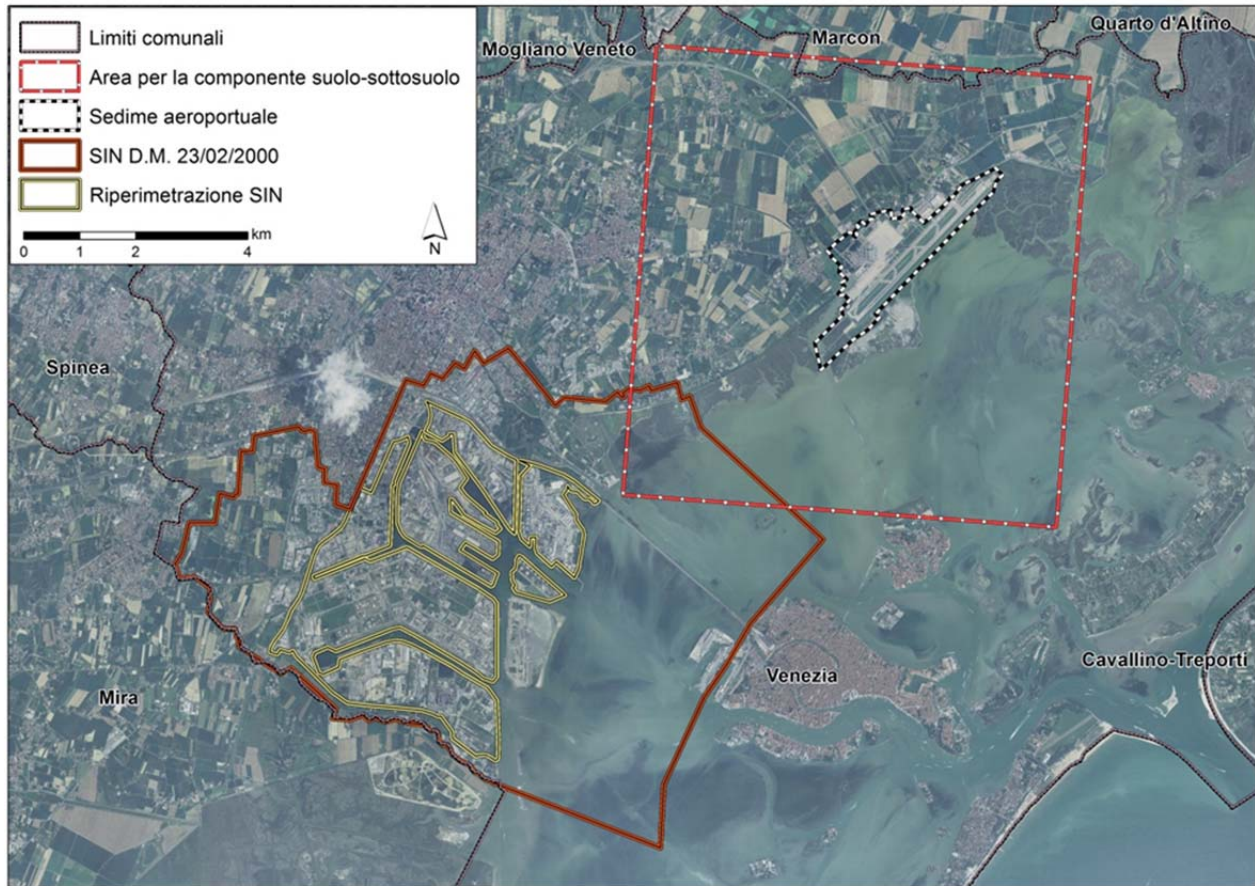 Limiti comunali
Area per la componente suolo-sottosuolo
Sedime aeroportuale
SIN D.M. 23/02/2000
Riperimetrazione SIN
0 1 2 4 km
N
Mogliano Veneto
Marcon
Quarto d'Altino
Spinea
Mira
Venezia
Cavallino-Treporti